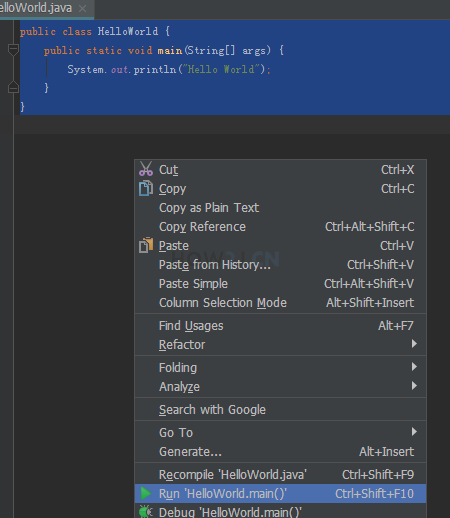 elloWorld.java ×
public class HelloWorld {
public static void main(String[] args) {
System.out.println("Hello World");
}
}
Cut Ctrl+X
Copy Ctrl+C
Copy as Plain Text
Copy Reference Ctrl+Alt+Shift+C
Paste Ctrl+V
Paste from History... Ctrl+Shift+V
Paste Simple Ctrl+Alt+Shift+V
Column Selection Mode Alt+Shift+Insert
Find Usages Alt+F7
Refactor
Folding
Analyze
Search with Google
Go To
Generate... Alt+Insert
Recompile 'HelloWorld.java' Ctrl+Shift+F9
Run 'HelloWorld.main()' Ctrl+Shift+F10
Debug 'HelloWorld.main()'